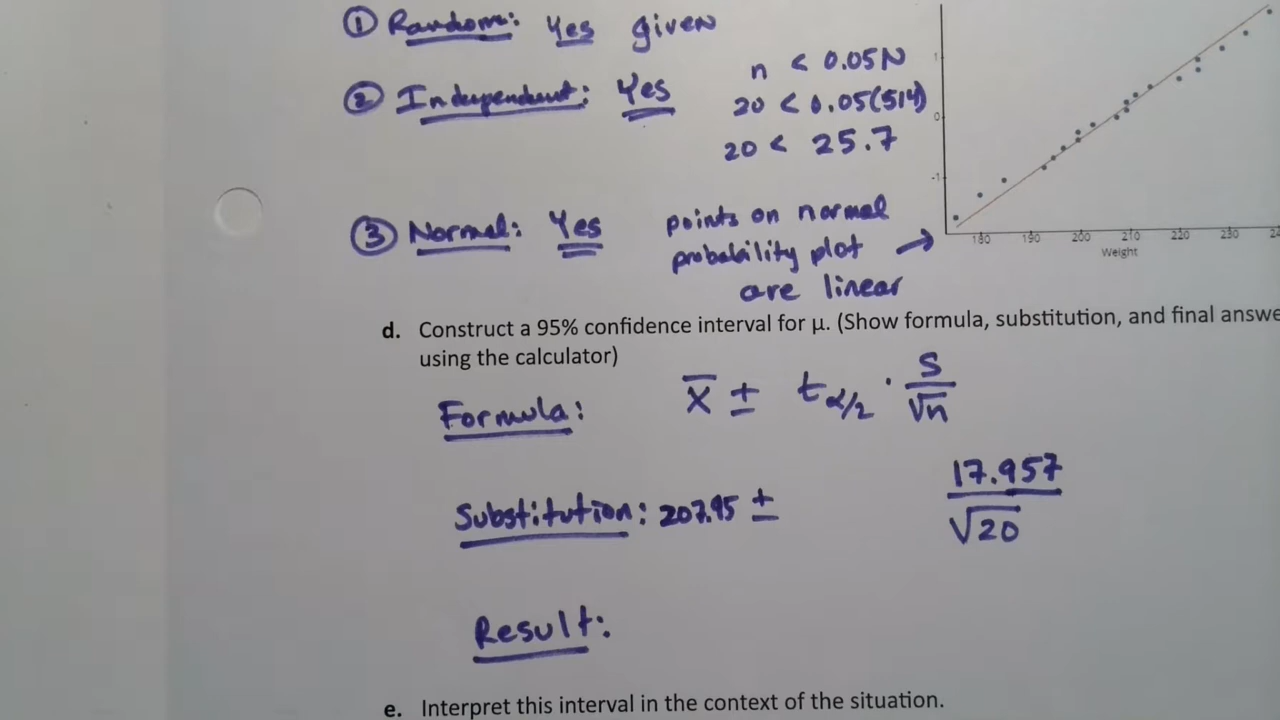 ① Random: Yes given
② Independent: Yes n < 0.05N
20 < 0.05(514)
20 < 25.7
③ Normal: Yes points on normal
probability plot →
are linear
1
0
-1
180 190 200 210 220 230 24
Weight
d. Construct a 95% confidence interval for μ. (Show formula, substitution, and final answe
using the calculator)
Formula: x̄ ± t α/2 · s/√n
Substitution: 207.95 ± 17.957/√20
Result:
e. Interpret this interval in the context of the situation.